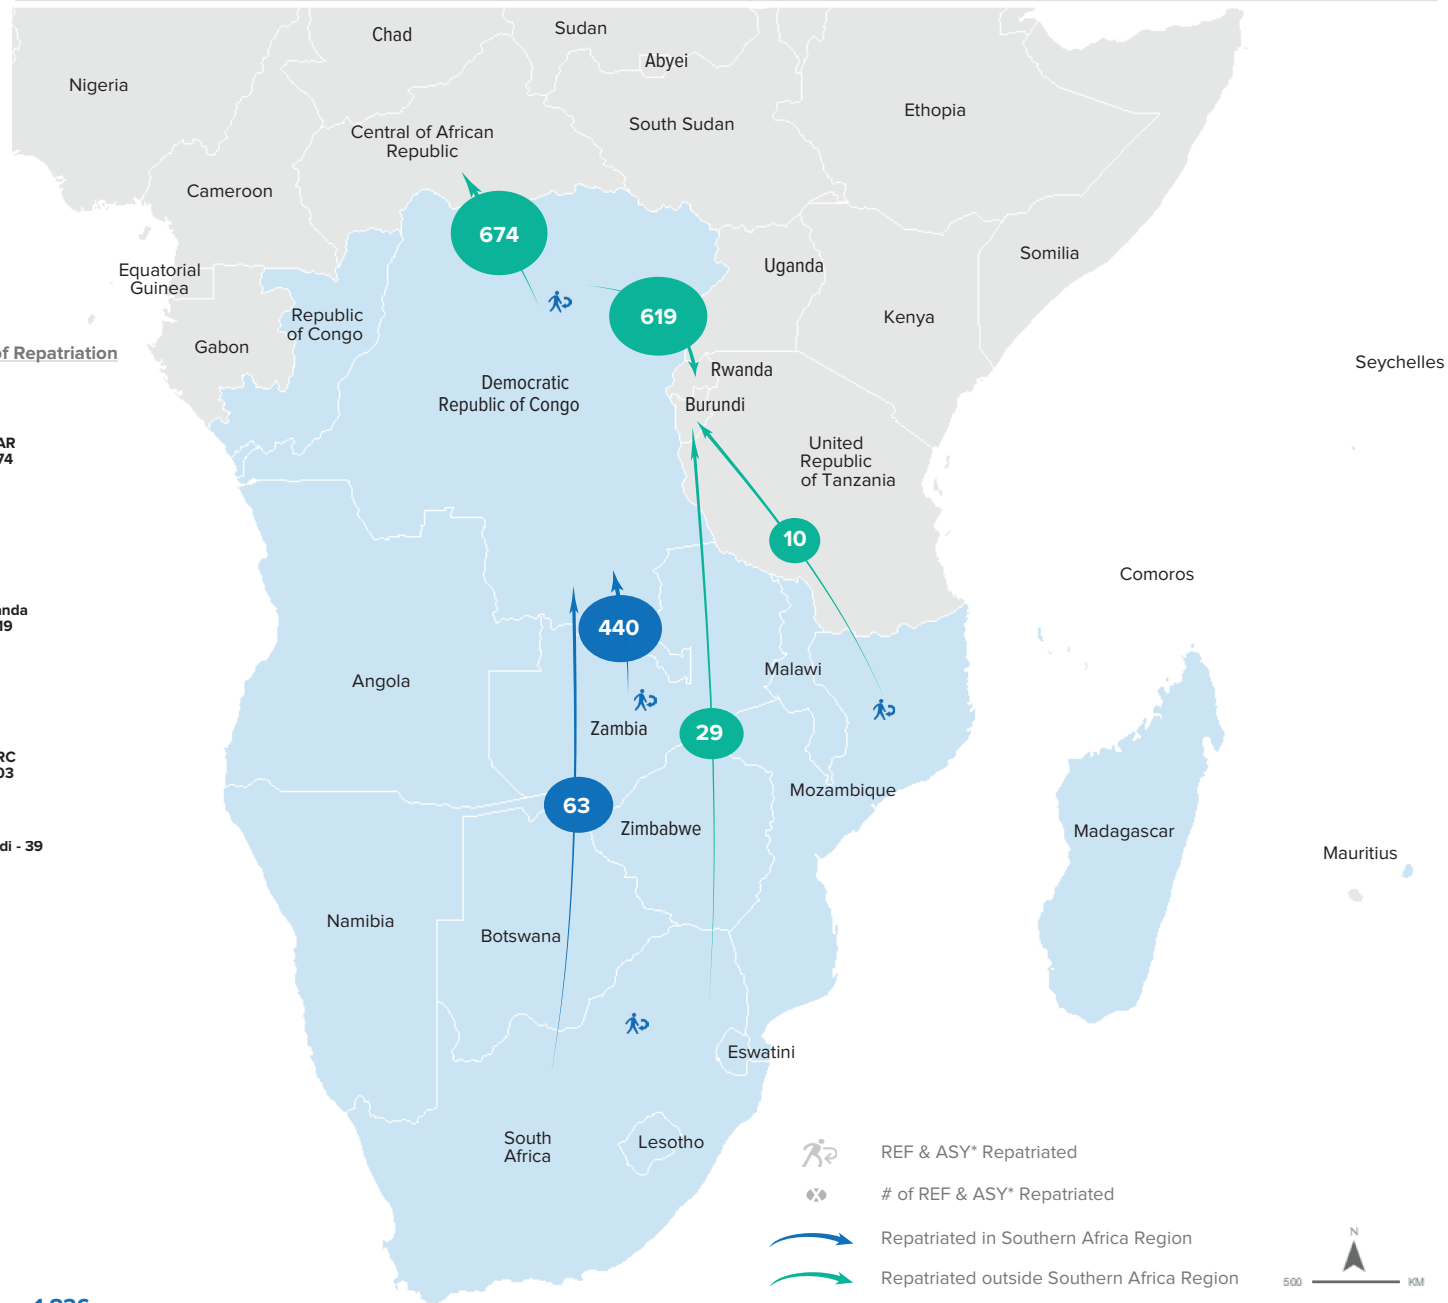 Chad
Sudan
Abyei
Nigeria
Ethopia
South Sudan
Central of African
Republic
Cameroon
674
Somilia
Uganda
Equatorial
Guinea
Republic
of Congo
619
Kenya
Gabon
of Repatriation
Rwanda
Seychelles
Democratic
Republic of Congo
Burundi
AR
74
United
Republic
of Tanzania
10
Comoros
anda
19
440
Malawi
Angola
Zambia
29
RC
03
Mozambique
63
Zimbabwe
Madagascar
di - 39
Mauritius
Namibia
Botswana
Eswatini
South
Africa
Lesotho
REF & ASY* Repatriated
# of REF & ASY* Repatriated
Repatriated in Southern Africa Region
Repatriated outside Southern Africa Region
N
500
KM